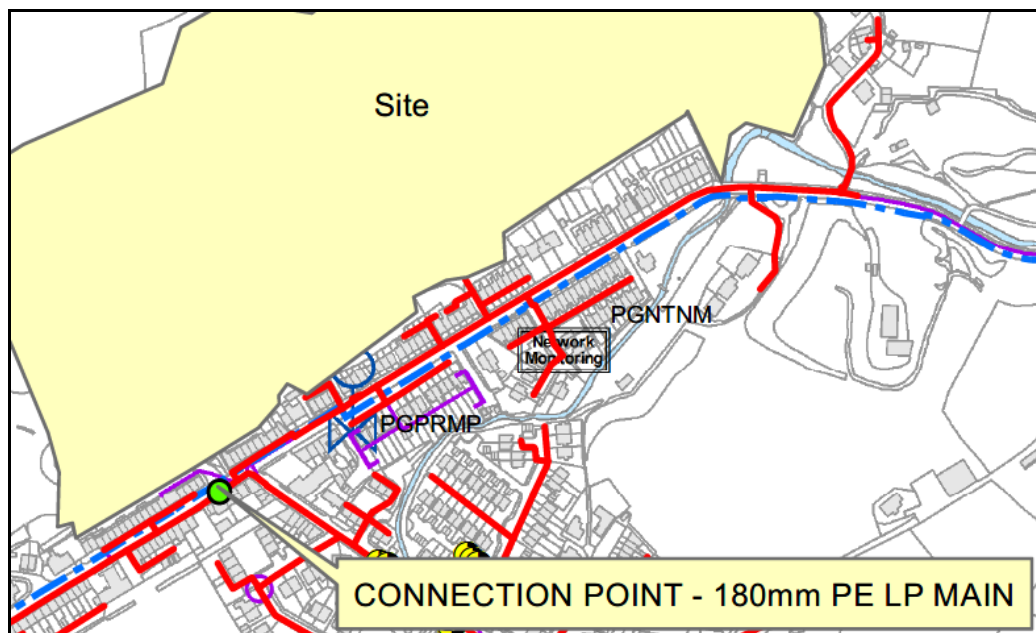 Site
PGNTNM
Network
Monitoring
PGPRMP
CONNECTION POINT - 180mm PE LP MAIN